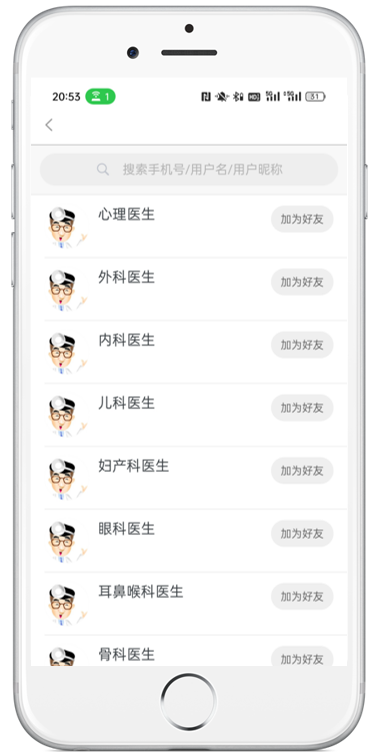 20:53
1
HD2
5G
5G
31
搜索手机号/用户名/用户昵称
心理医生
加为好友
外科医生
加为好友
内科医生
加为好友
儿科医生
加为好友
妇产科医生
加为好友
眼科医生
加为好友
耳鼻喉科医生
加为好友
骨科医生
加为好友